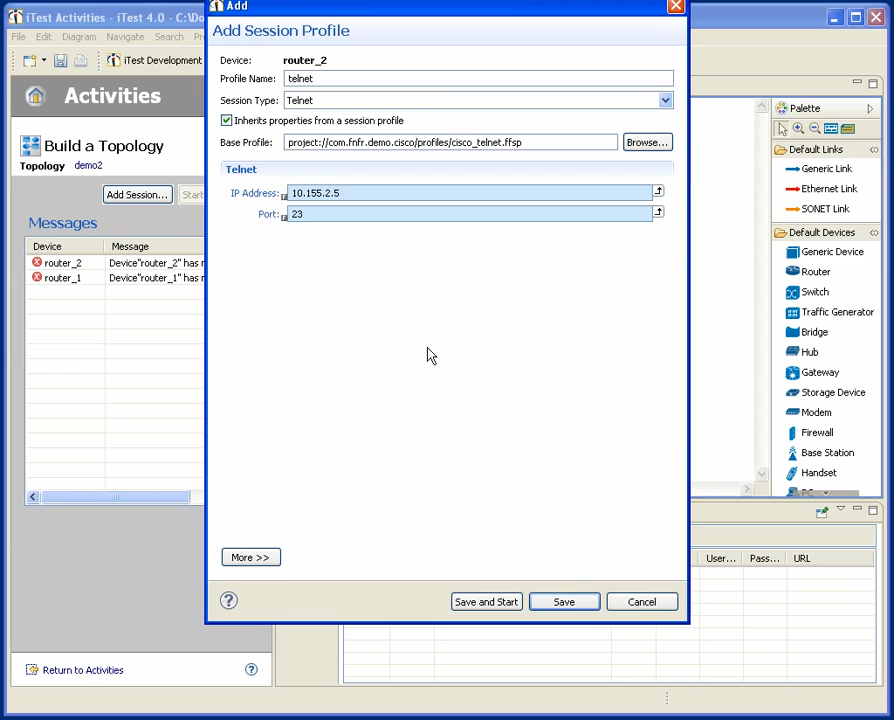 iTest Activities - iTest 4.0 - C:\Do
Add
File Edit Diagram Navigate Search
iTest Development
Add Session Profile
Device: router_2
Profile Name: telnet
Session Type: Telnet
Inherits properties from a session profile
Base Profile: project://com.fnfr.demo.cisco/profiles/cisco_telnet.ffsp Browse...
Telnet
IP Address: 10.155.2.5
Port: 23
More >>
Save and Start Save Cancel
Activities
Build a Topology
Topology demo2
Add Session... Start
Messages
Device Message
router_2 Device"router_2" has n
router_1 Device"router_1" has n
Return to Activities
Palette
Default Links
Generic Link
Ethernet Link
SONET Link
Default Devices
Generic Device
Router
Switch
Traffic Generator
Bridge
Hub
Gateway
Storage Device
Modem
Firewall
Base Station
Handset
PC
User... Pass... URL